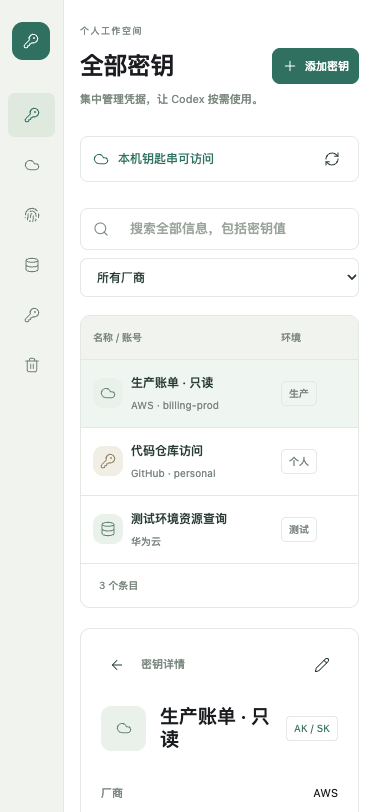 个人工作空间
全部密钥
添加密钥
集中管理凭据，让 Codex 按需使用。
本机钥匙串可访问
搜索全部信息，包括密钥值
所有厂商
名称 / 账号
环境
生产账单 · 只读
AWS · billing-prod
生产
代码仓库访问
GitHub · personal
个人
测试环境资源查询
华为云
测试
3 个条目
密钥详情
生产账单 · 只
读
AK / SK
厂商
AWS